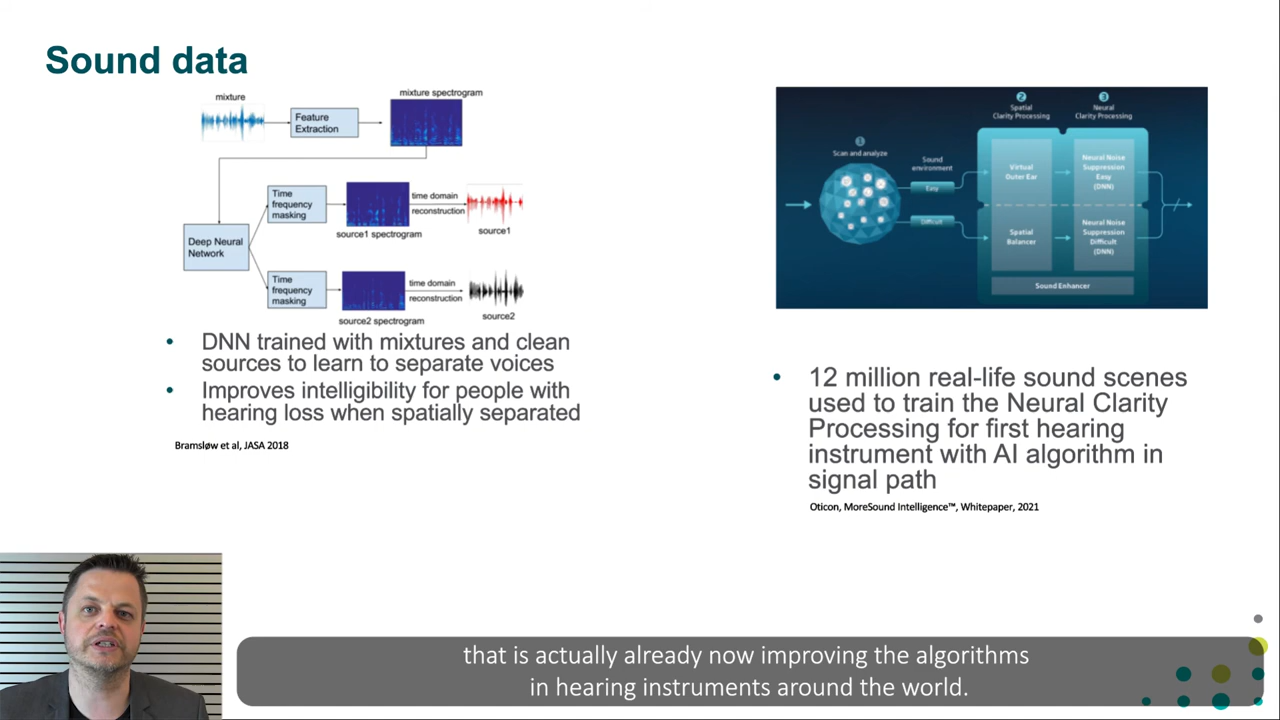 Sound data
mixture
Feature
Extraction
mixture spectrogram
Deep Neural
Network
Time
frequency
masking
source1 spectrogram
time domain
reconstruction
source1
Time
frequency
masking
source2 spectrogram
time domain
reconstruction
source2
• DNN trained with mixtures and clean
sources to learn to separate voices
• Improves intelligibility for people with
hearing loss when spatially separated
Bramsløw et al, JASA 2018
1
Scan and analyze
Sound
environment
Easy
Difficult
2
Spatial
Clarity Processing
3
Neural
Clarity Processing
Virtual
Outer Ear
Neural Noise
Suppression
Easy
(DNN)
Spatial
Balancer
Neural Noise
Suppression
Difficult
(DNN)
Sound Enhancer
• 12 million real-life sound scenes
used to train the Neural Clarity
Processing for first hearing
instrument with AI algorithm in
signal path
Oticon, MoreSound Intelligence™, Whitepaper, 2021
that is actually already now improving the algorithms
in hearing instruments around the world.